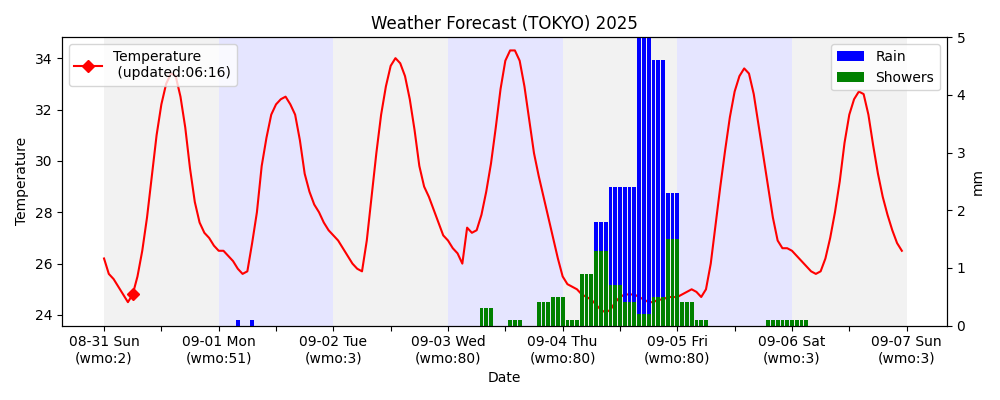 Weather Forecast (TOKYO) 2025
Temperature
(updated:06:16)
Rain
Showers
34
32
30
28
26
24
Temperature
5
4
3
2
1
0
mm
08-31 Sun
(wmo:2)
09-01 Mon
(wmo:51)
09-02 Tue
(wmo:3)
09-03 Wed
(wmo:80)
09-04 Thu
(wmo:80)
09-05 Fri
(wmo:80)
09-06 Sat
(wmo:3)
09-07 Sun
(wmo:3)
Date